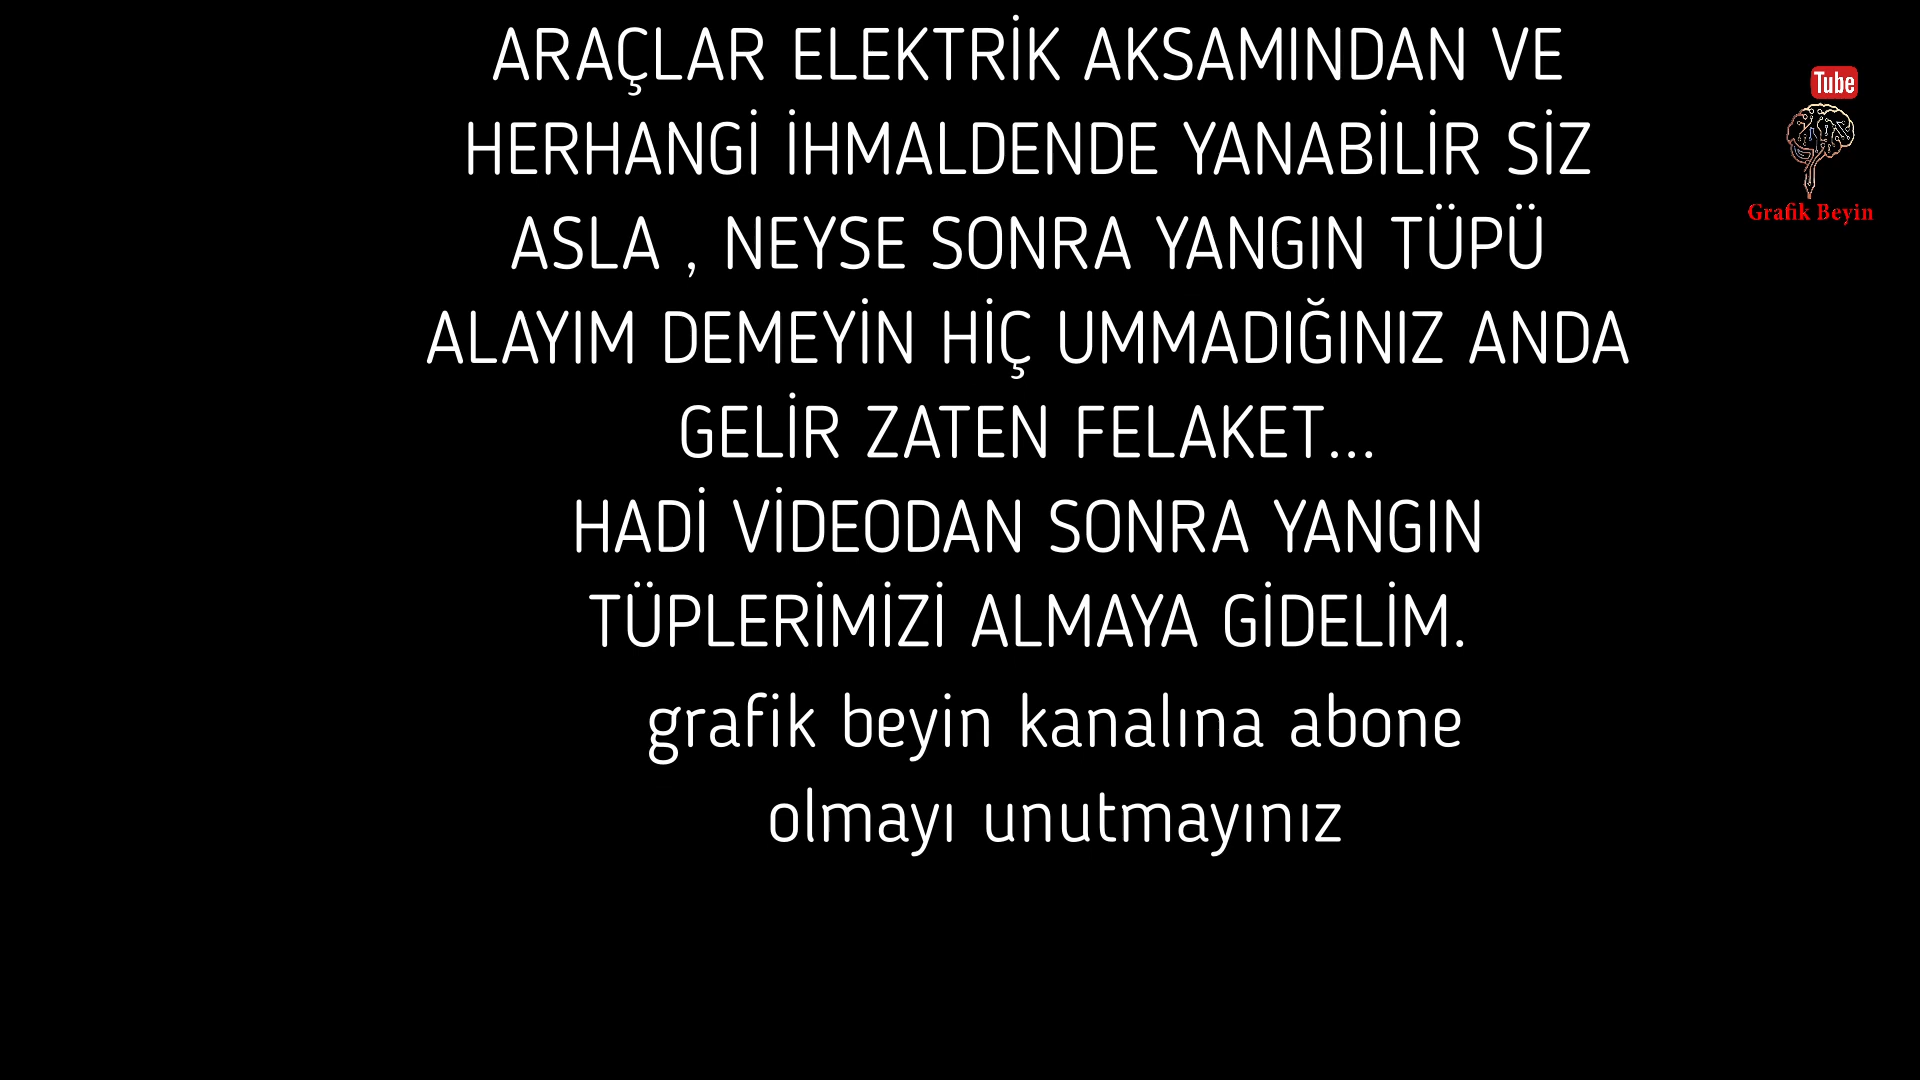 ARAÇLAR ELEKTRİK AKSAMINDAN VE
HERHANGİ İHMALDENDE YANABİLİR SİZ
ASLA , NEYSE SONRA YANGIN TÜPÜ
ALAYIM DEMEYİN HİÇ UMMADIĞINIZ ANDA
GELİR ZATEN FELAKET...
HADİ VİDEODAN SONRA YANGIN
TÜPLERİMİZİ ALMAYA GİDELİM.
grafik beyin kanalına abone
olmayı unutmayınız
Tube
Grafik Beyin